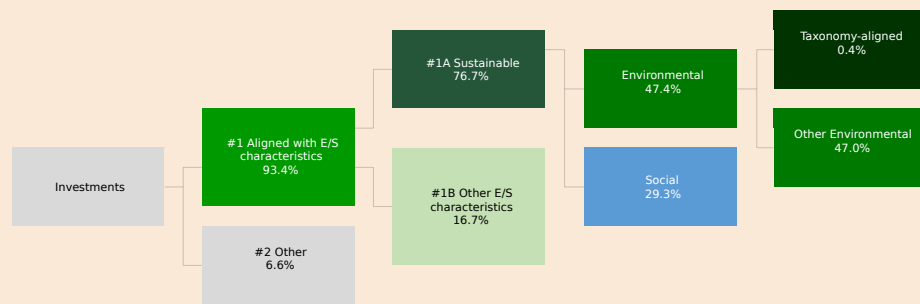 Investments
#1 Aligned with E/S
characteristics
93.4%
#2 Other
6.6%
#1A Sustainable
76.7%
#1B Other E/S
characteristics
16.7%
Environmental
47.4%
Social
29.3%
Taxonomy-aligned
0.4%
Other Environmental
47.0%